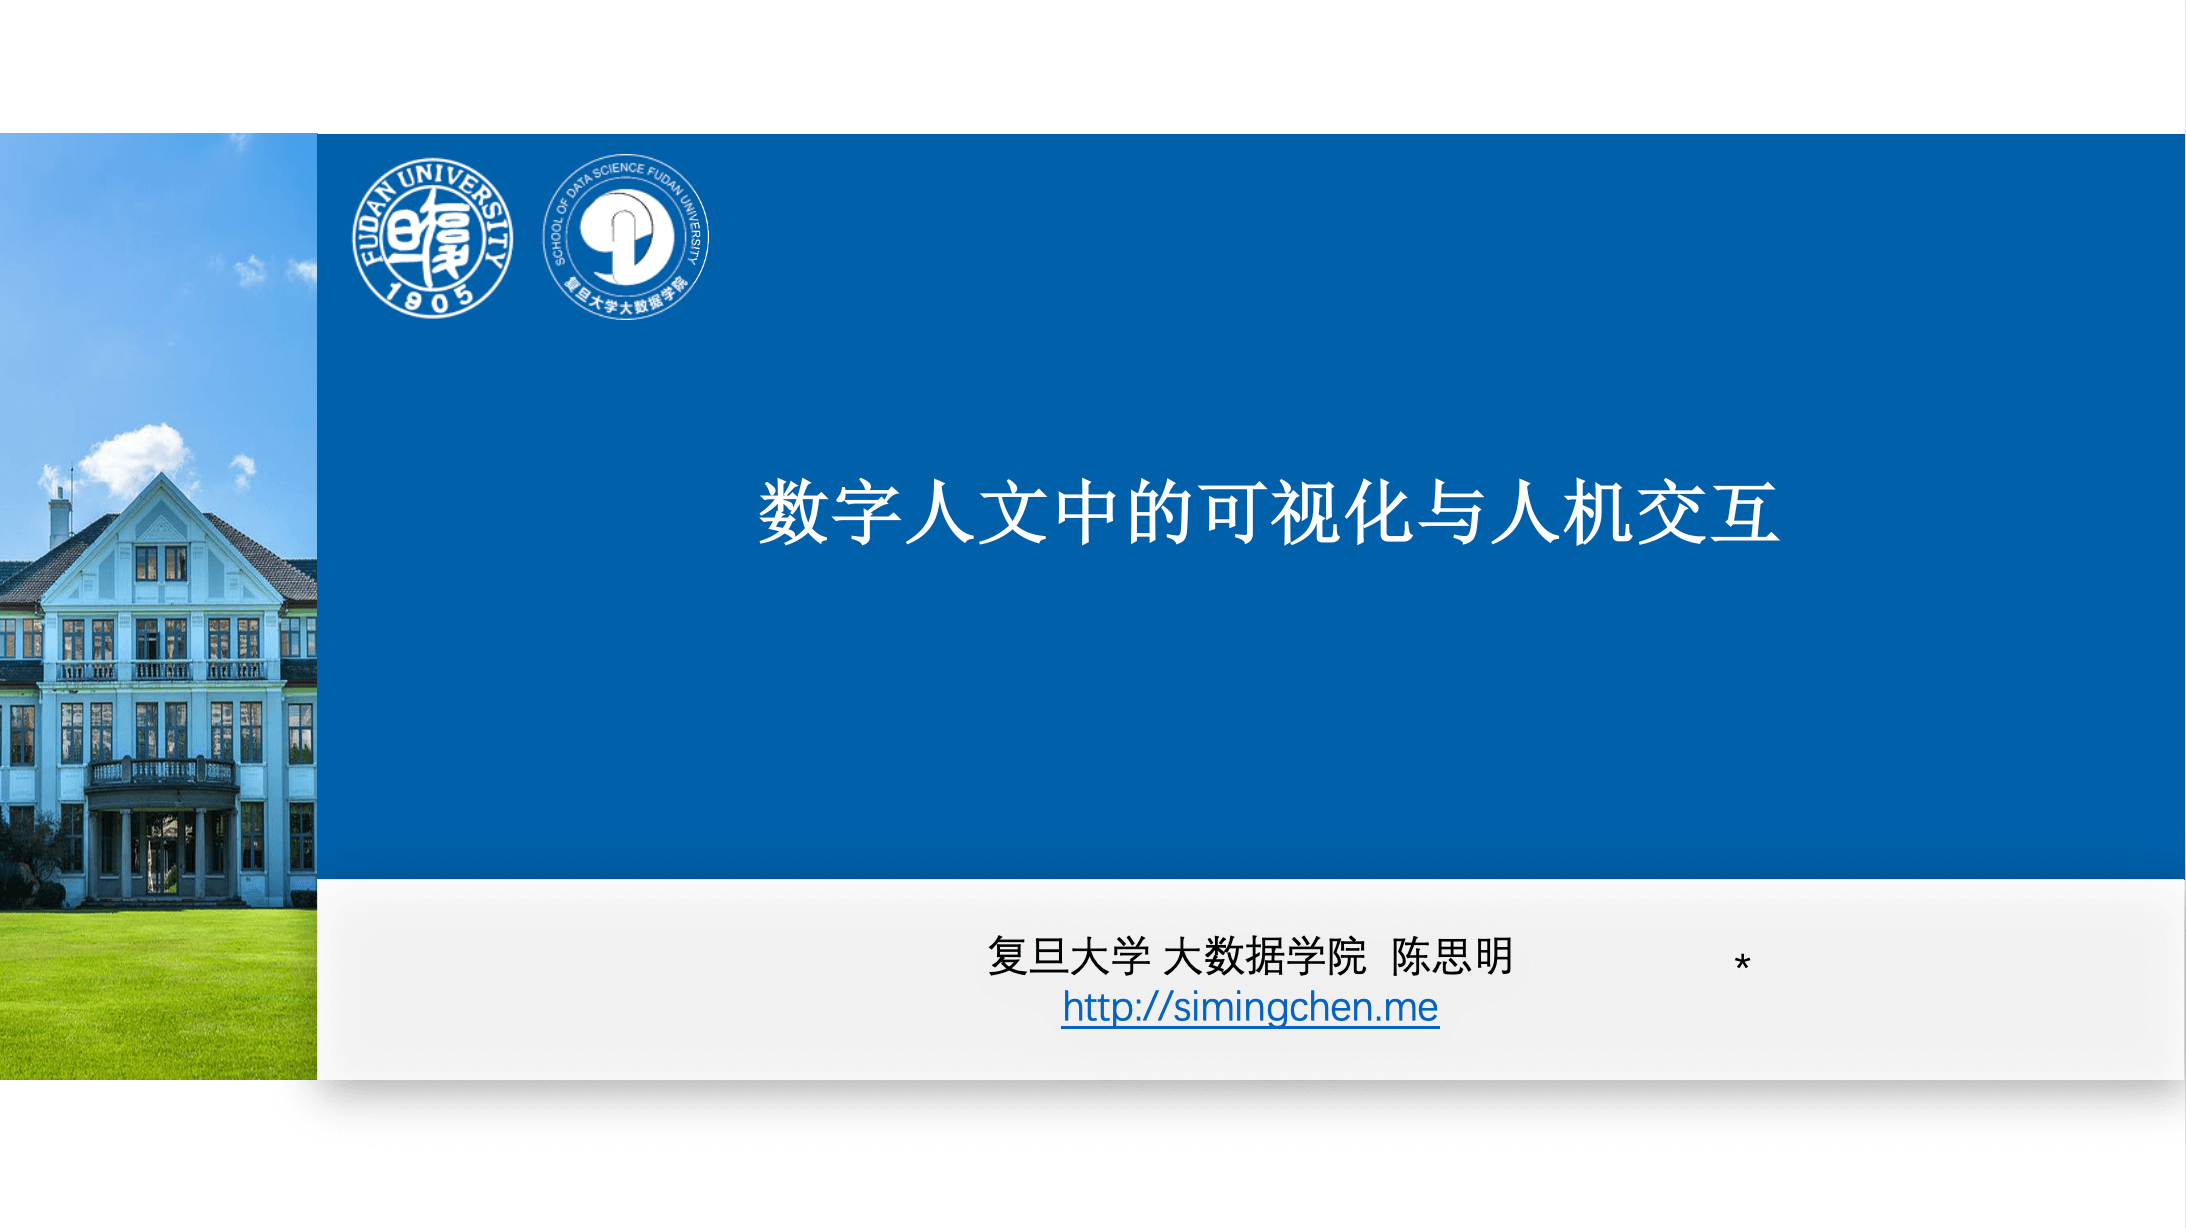 FUDAN UNIVERSITY
1905
SCHOOL OF DATA SCIENCE FUDAN UNIVERSITY
复旦大学大数据学院
数字人文中的可视化与人机交互
复旦大学 大数据学院 陈思明
*
http://simingchen.me